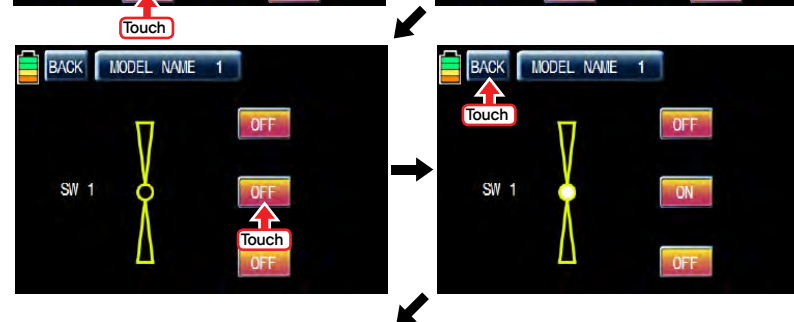 Touch
BACK MODEL NAME 1
OFF
SW 1 OFF
Touch
OFF
BACK MODEL NAME 1
Touch
OFF
SW 1 ON
OFF